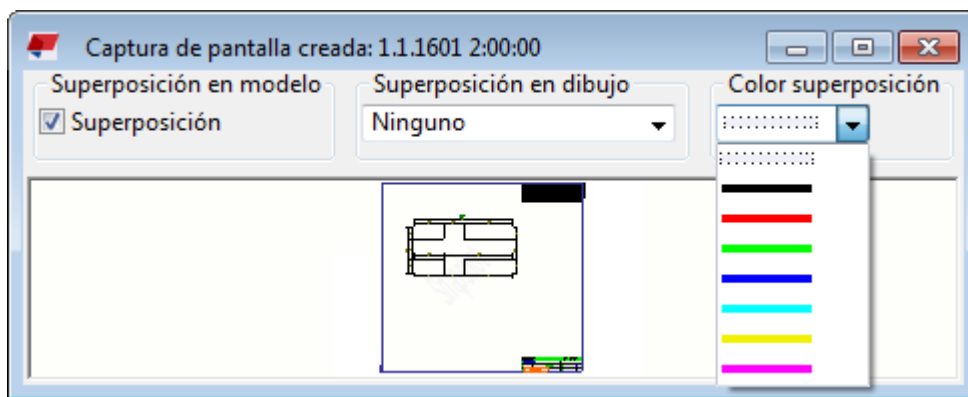 Captura de pantalla creada: 1.1.1601 2:00:00
Superposición en modelo
Superposición en dibujo
Color superposición
Superposición
Ninguno